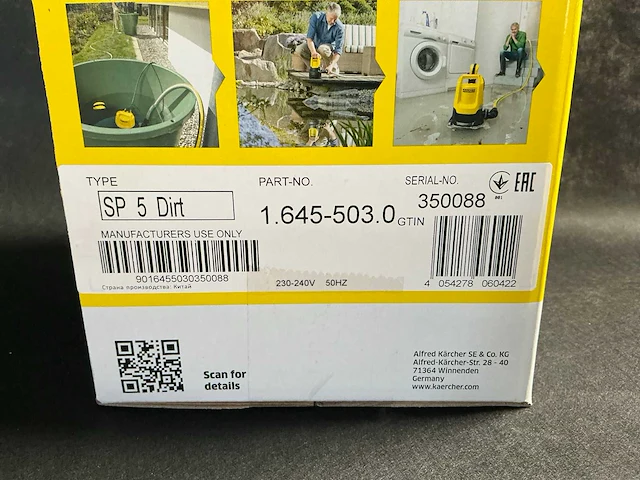 TYPE
SP 5 Dirt
MANUFACTURERS USE ONLY
9016455030350088
Страна производства: Китай
PART-NO.
1.645-503.0
230-240V 50HZ
SERIAL-NO.
350088
EAC
GTIN
4 054278 060422
Scan for
details
Alfred Kärcher SE & Co. KG
Alfred-Kärcher-Str. 28 - 40
71364 Winnenden
Germany
www.kaercher.com